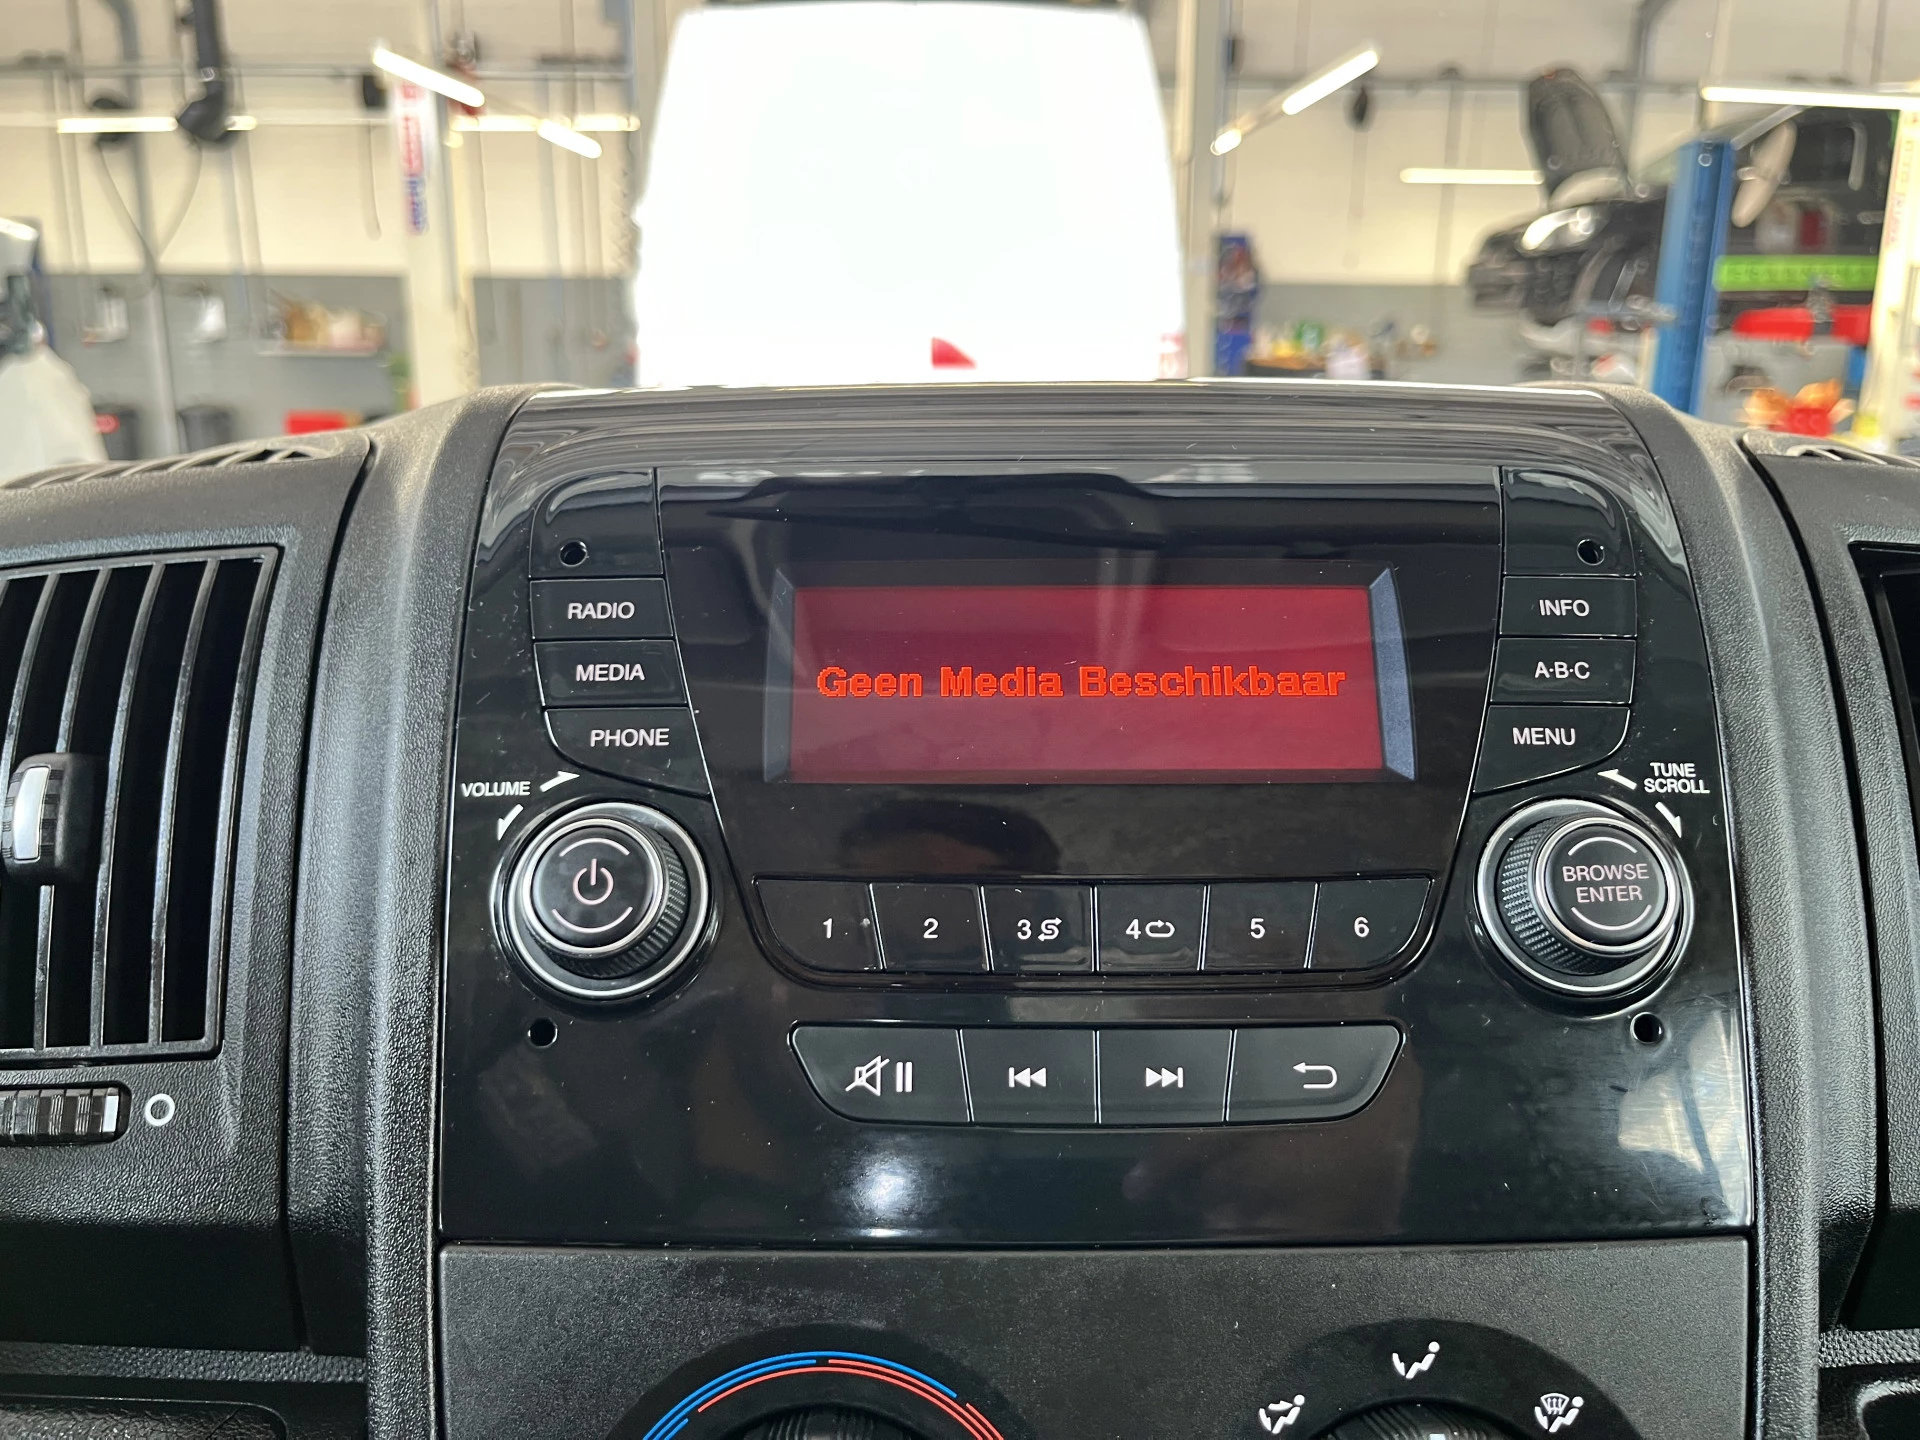 RADIO
MEDIA
PHONE
VOLUME
Geen Media Beschikbaar
INFO
A·B·C
MENU
TUNE
SCROLL
BROWSE
ENTER
1
2
3
4
5
6